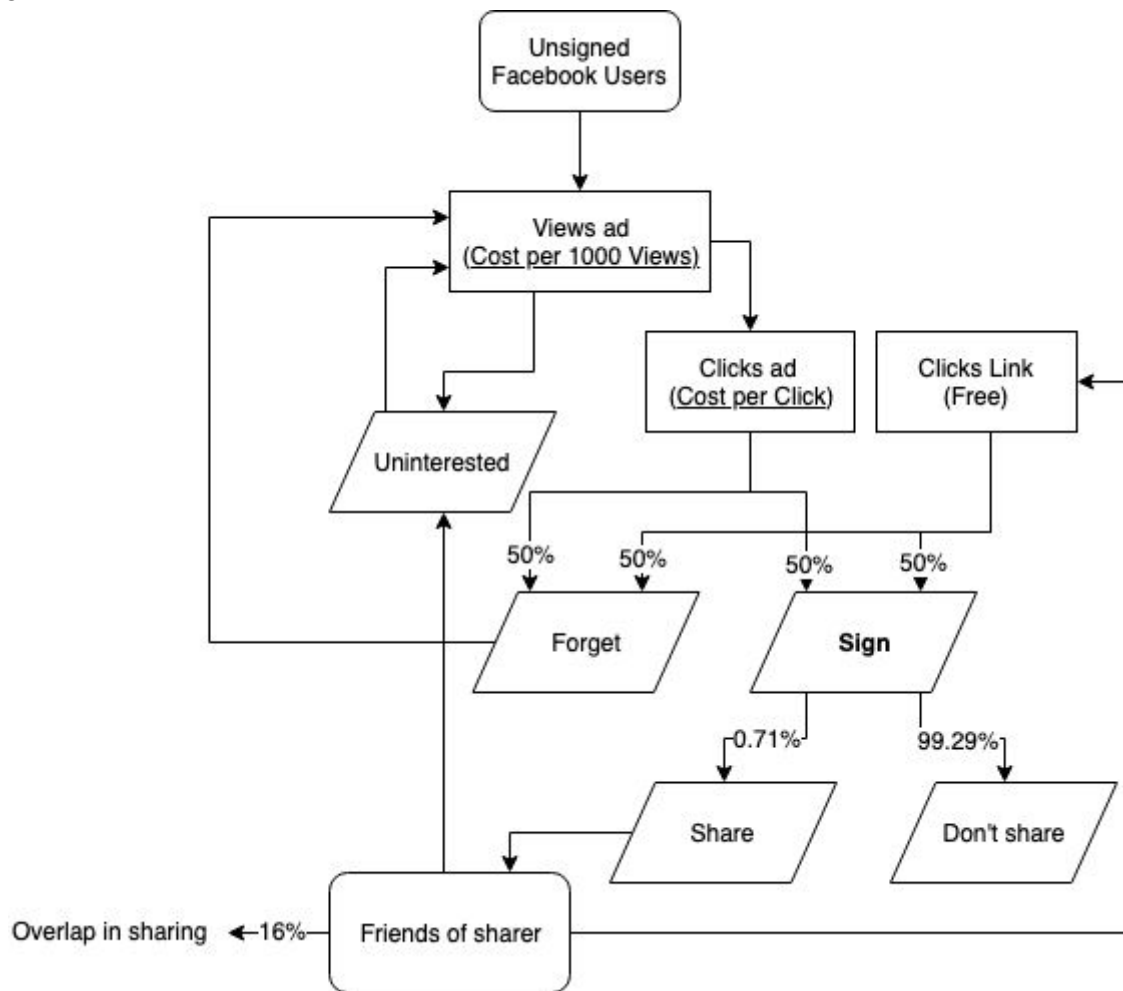 Unsigned
Facebook Users
Views ad
(Cost per 1000 Views)
Clicks ad
(Cost per Click)
Clicks Link
(Free)
Uninterested
50%
50%
50%
50%
Forget
Sign
0.71%
99.29%
Share
Don't share
Overlap in sharing
16%
Friends of sharer